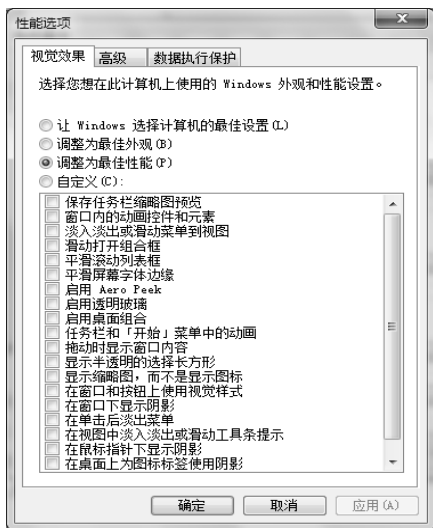 性能选项
视觉效果 高级 数据执行保护
选择您想在此计算机上使用的 Windows 外观和性能设置。
让 Windows 选择计算机的最佳设置(L)
调整为最佳外观(B)
调整为最佳性能(P)
自定义(C):
保存任务栏缩略图预览
窗口内的动画控件和元素
淡入淡出或滑动菜单到视图
滑动打开组合框
平滑滚动列表框
平滑屏幕字体边缘
启用 Aero Peek
启用透明玻璃
启用桌面组合
任务栏和「开始」菜单中的动画
拖动时显示窗口内容
显示半透明的选择长方形
显示缩略图，而不是显示图标
在窗口和按钮上使用视觉样式
在窗口下显示阴影
在单击后淡出菜单
在视图中淡入淡出或滑动工具条提示
在鼠标指针下显示阴影
在桌面上为图标标签使用阴影
确定 取消 应用(A)